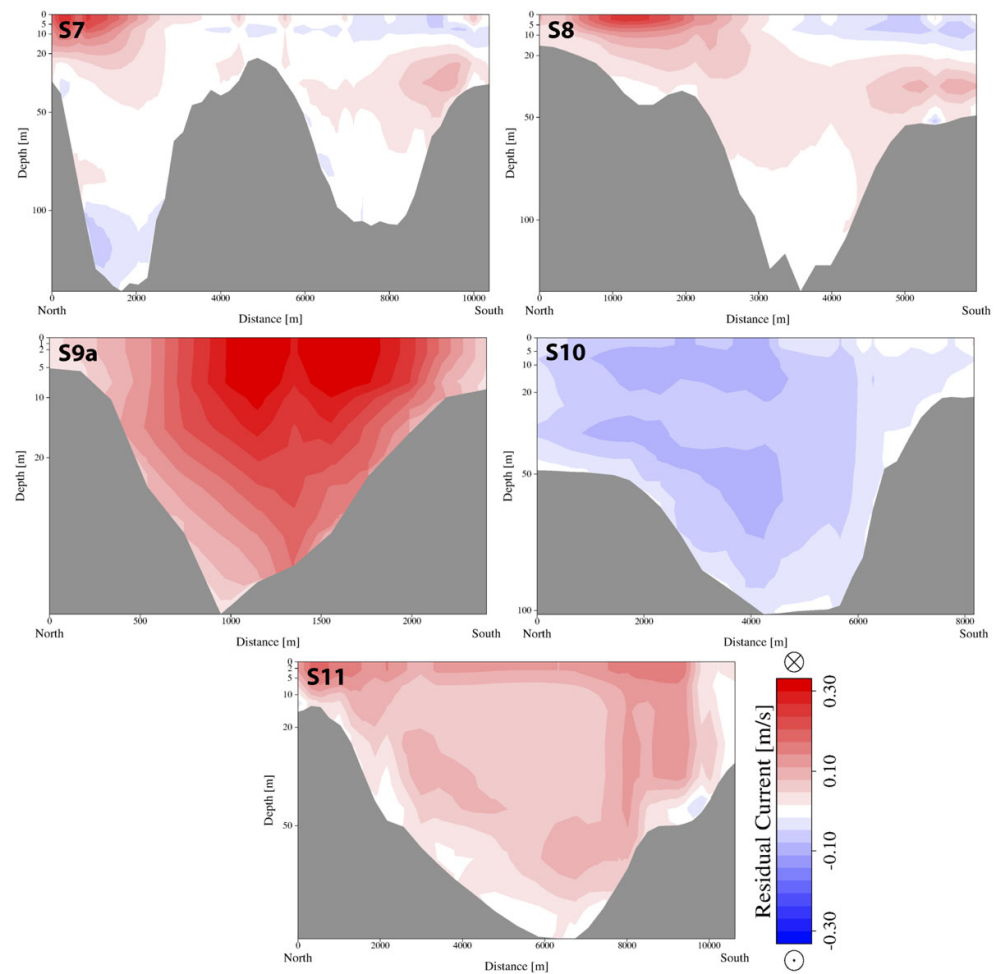 S7
0
5
10
20
50
100
Depth [m]
0 2000 4000 6000 8000 10000
North South
Distance [m]
S8
0
5
10
20
50
100
Depth [m]
0 1000 2000 3000 4000 5000
North South
Distance [m]
S9a
0
2
5
10
20
Depth [m]
0 500 1000 1500 2000
North South
Distance [m]
S10
0
5
10
20
50
100
Depth [m]
0 2000 4000 6000 8000
North South
Distance [m]
S11
0
2
5
10
20
50
Depth [m]
0 2000 4000 6000 8000 10000
North South
Distance [m]
Residual Current [m/s]
0.30
0.10
-0.10
-0.30